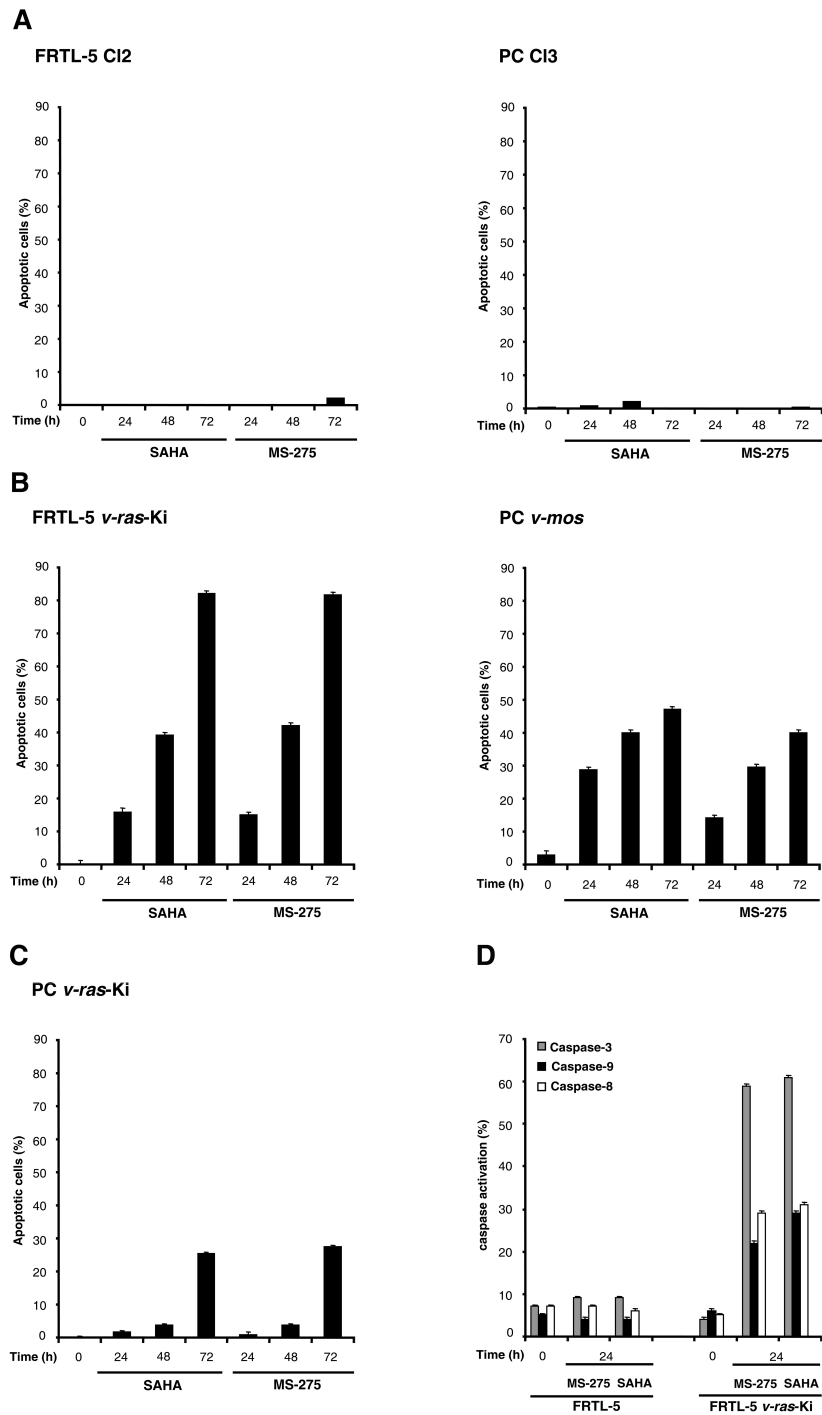 A
FRTL-5 Cl2
90
80
70
60
50
40
30
20
10
0
Apoptotic cells (%)
Time (h)
0 24 48 72 24 48 72
SAHA MS-275
PC Cl3
90
80
70
60
50
40
30
20
10
0
Apoptotic cells (%)
Time (h)
0 24 48 72 24 48 72
SAHA MS-275
B
FRTL-5 v-ras-Ki
90
80
70
60
50
40
30
20
10
0
Apoptotic cells (%)
Time (h)
0 24 48 72 24 48 72
SAHA MS-275
PC v-mos
90
80
70
60
50
40
30
20
10
0
Apoptotic cells (%)
Time (h)
0 24 48 72 24 48 72
SAHA MS-275
C
PC v-ras-Ki
90
80
70
60
50
40
30
20
10
0
Apoptotic cells (%)
Time (h)
0 24 48 72 24 48 72
SAHA MS-275
D
70
60
50
40
30
20
10
0
caspase activation (%)
Caspase-3
Caspase-9
Caspase-8
Time (h)
0 24 0 24
MS-275 SAHA MS-275 SAHA
FRTL-5 FRTL-5 v-ras-Ki